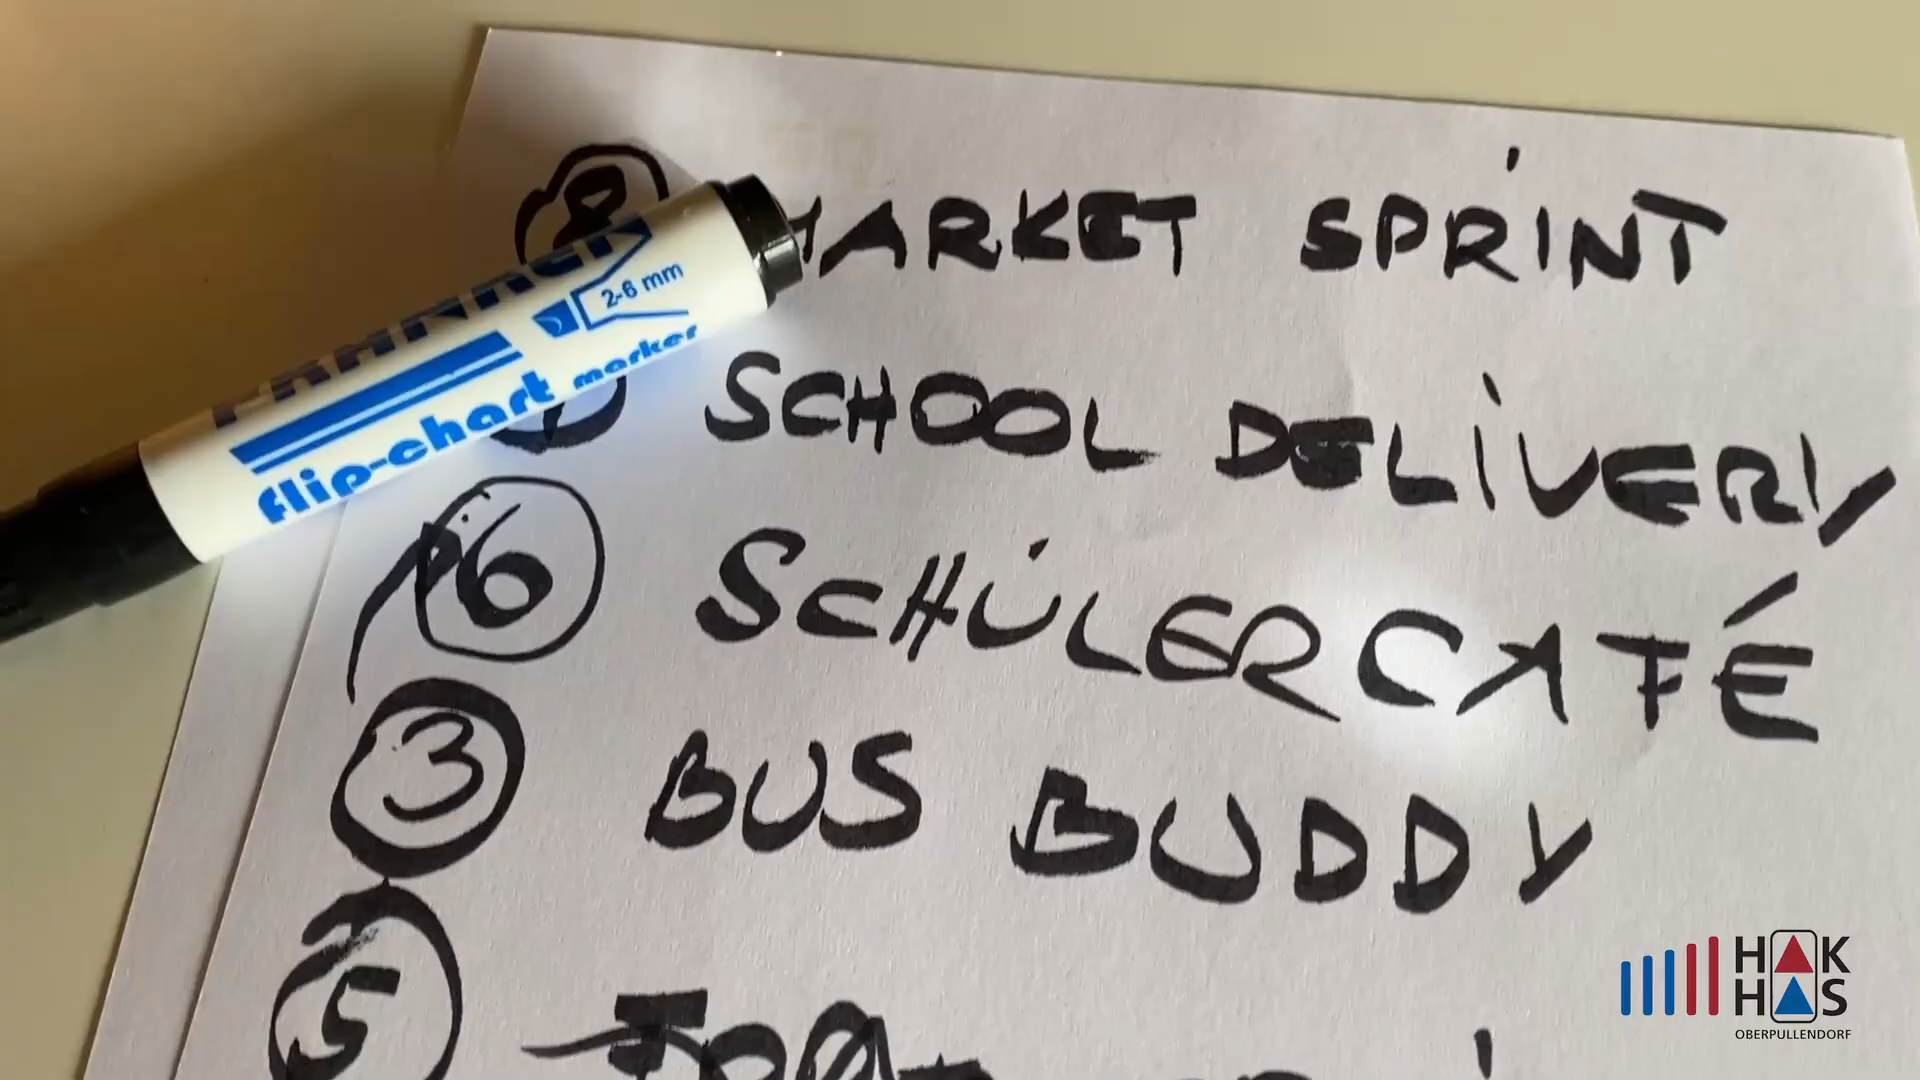 8 MARKET SPRINT
2-6 mm
flip-chart marker
SCHOOL DELIVERY
6 SCHÜLERCAFÉ
3 BUS BUDDY
5
HAK
HAS
OBERPULLENDORF